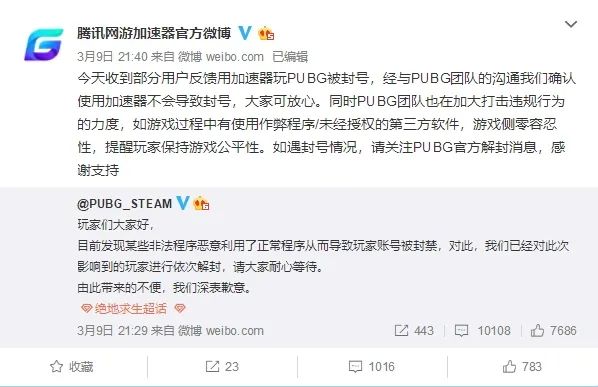 腾讯网游加速器官方微博
3月9日 21:40 来自 微博 weibo.com 已编辑
今天收到部分用户反馈用加速器玩PUBG被封号，经与PUBG团队的沟通我们确认
使用加速器不会导致封号，大家可放心。同时PUBG团队也在加大打击违规行为
的力度，如游戏过程中有使用作弊程序/未经授权的第三方软件，游戏侧零容忍
性，提醒玩家保持游戏公平性。如遇封号情况，请关注PUBG官方解封消息，感
谢支持
@PUBG_STEAM
玩家们大家好，
目前发现某些非法程序恶意利用了正常程序从而导致玩家账号被封禁，对此，我们已经对此次
影响到的玩家进行依次解封，请大家耐心等待。
由此带来的不便，我们深表歉意。
绝地求生超话
3月9日 21:29 来自 微博 weibo.com 443 10108 7686
收藏 23 1016 783